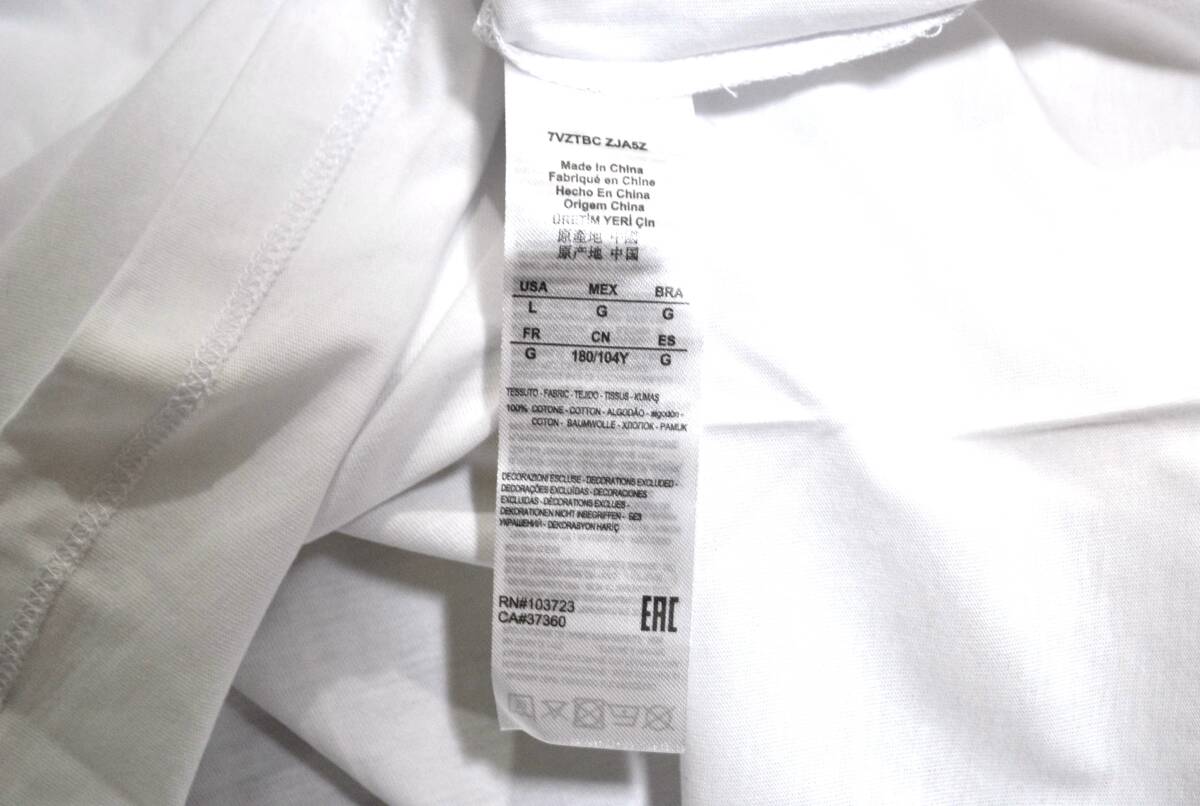 7VZTBC ZJA5Z
Made In China
Fabriqué en Chine
Hecho En China
Origem China
ÜRETİM YERİ Çin
原產地 中國
原产地 中国
USA MEX BRA
L G G
FR CN ES
G 180/104Y G
TESSUTO - FABRIC - TEJIDO - TISSUS - KUMAŞ
100% COTONE - COTTON - ALGODÃO - algodón -
COTON - BAUMWOLLE - ХЛОПОК - PAMUK
DECORAZIONI ESCLUSE - DECORATIONS EXCLUDED -
DECORAÇÕES EXCLUÍDAS - DECORACIONES
EXCLUIDAS - DÉCORATIONS EXCLUES -
DEKORATIONEN NICHT INBEGRIFFEN - БЕЗ
УКРАШЕНИЙ - DEKORASYON HARİÇ
RN#103723
CA#37360
EAC